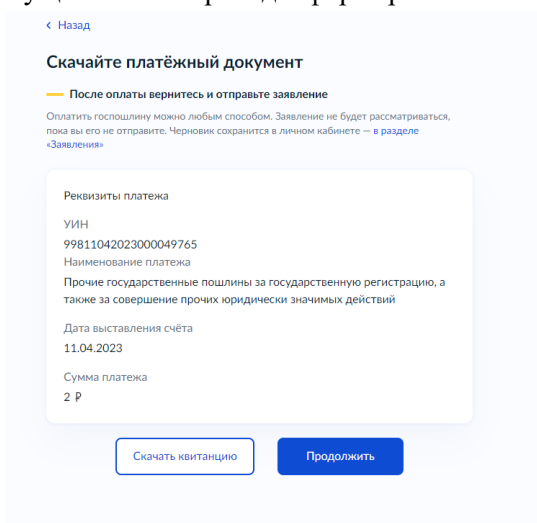 ‹ Назад
Скачайте платёжный документ
После оплаты вернитесь и отправьте заявление
Оплатить госпошлину можно любым способом. Заявление не будет рассматриваться,
пока вы его не отправите. Черновик сохранится в личном кабинете — в разделе
«Заявления»
Реквизиты платежа
УИН
99811042023000049765
Наименование платежа
Прочие государственные пошлины за государственную регистрацию, а
также за совершение прочих юридически значимых действий
Дата выставления счёта
11.04.2023
Сумма платежа
2 ₽
Скачать квитанцию
Продолжить